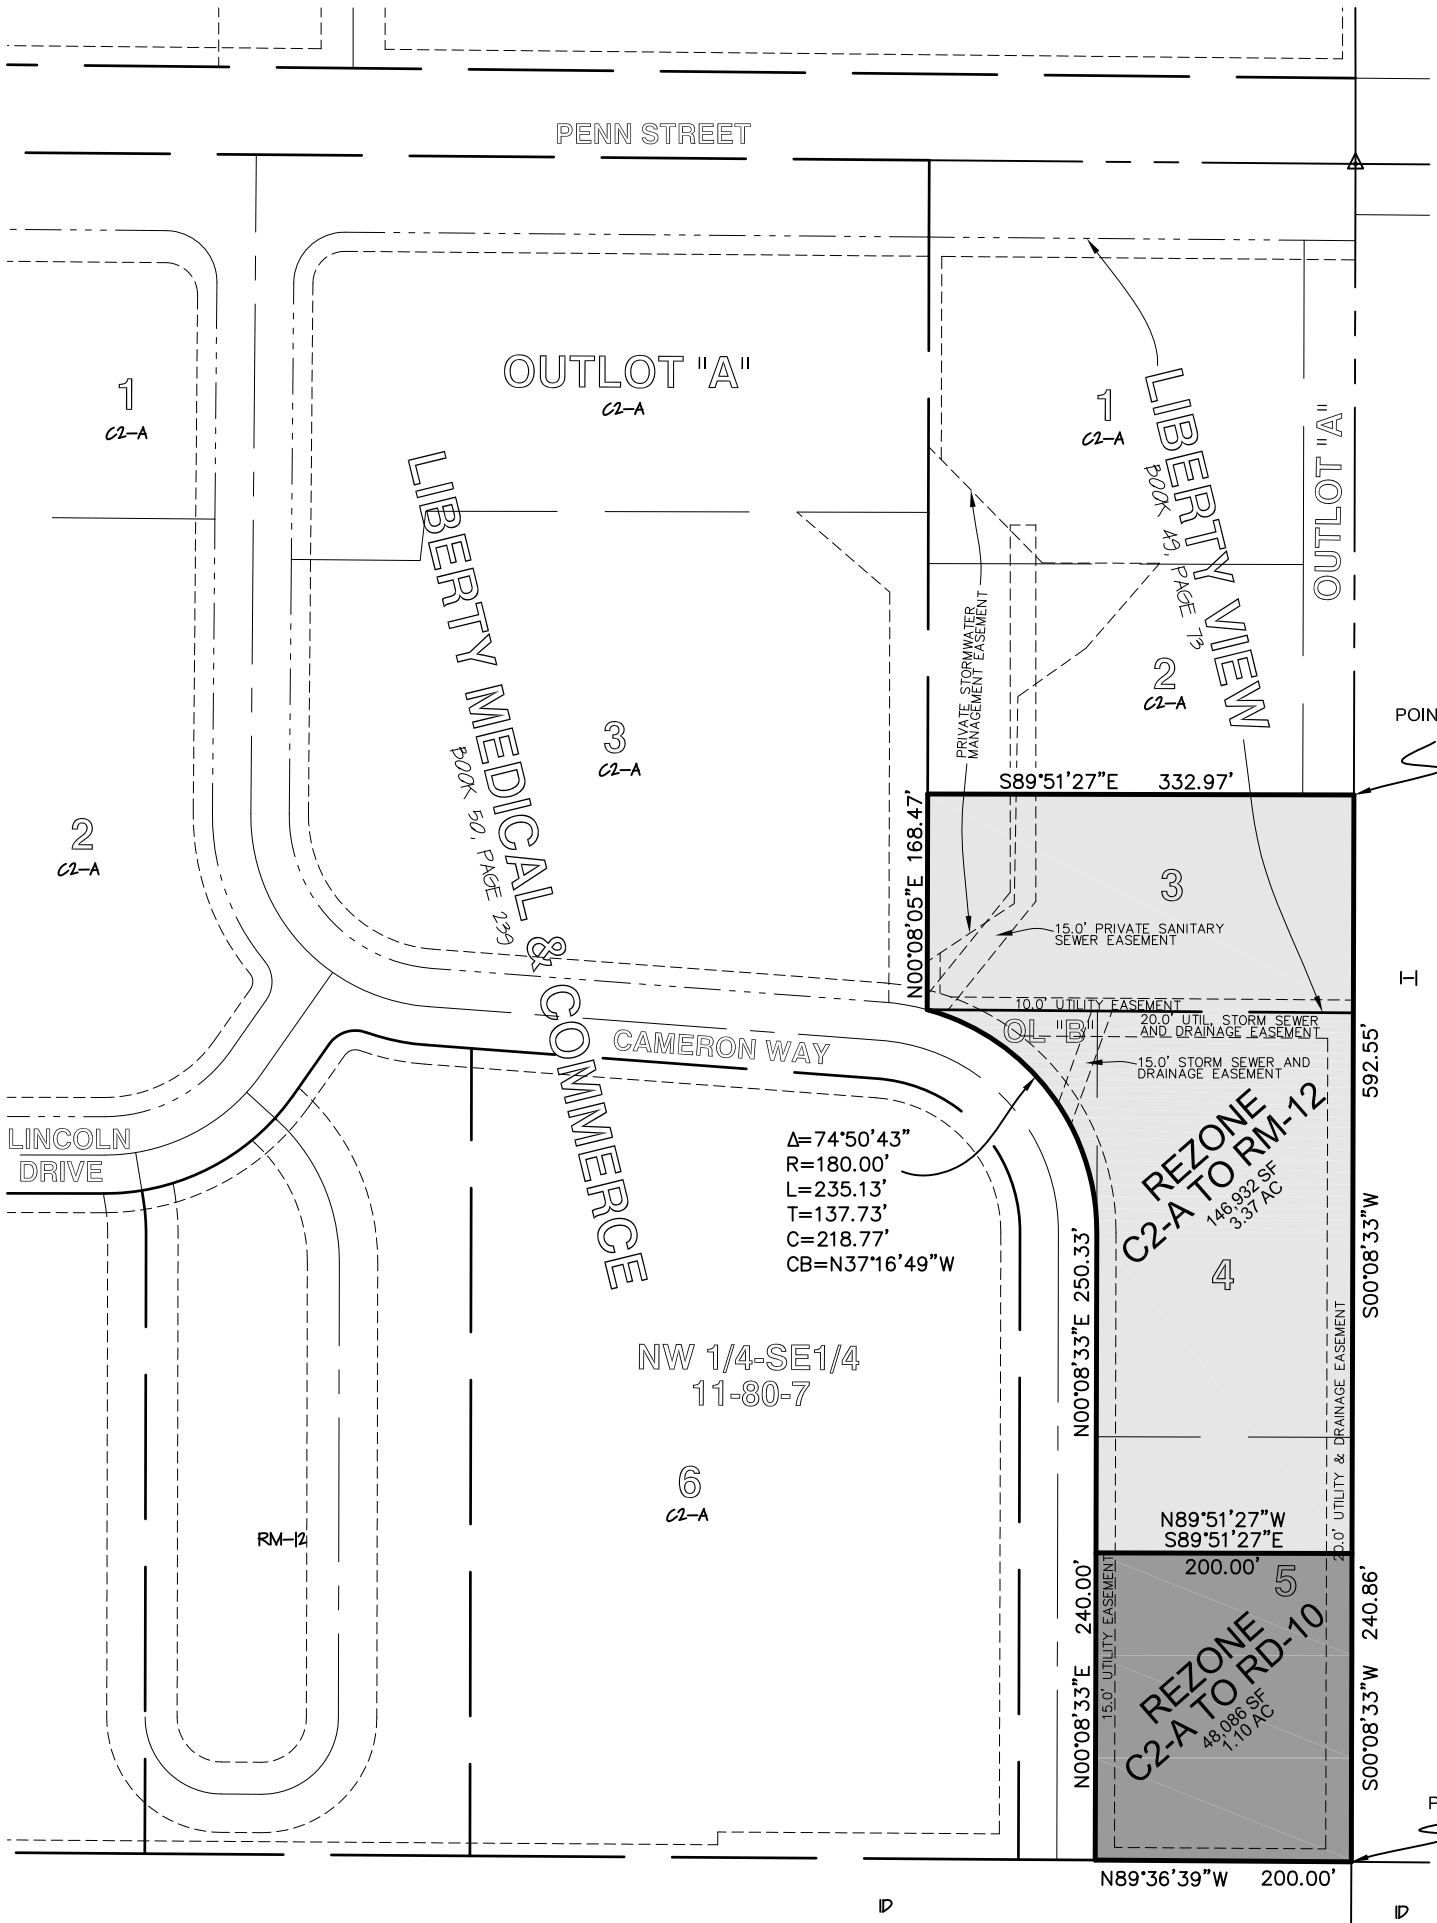 PENN STREET
OUTLOT "A"
C2-A
1
C2-A
1
C2-A
LIBERTY VIEW
BOOK 49, PAGE 73
OUTLOT "A"
LIBERTY MEDICAL & COMMERCE
BOOK 50, PAGE 239
PRIVATE STORMWATER
MANAGEMENT EASEMENT
2
C2-A
3
C2-A
2
C2-A
POIN
S89°51'27"E 332.97'
N00°08'05"E 168.47'
3
15.0' PRIVATE SANITARY
SEWER EASEMENT
10.0' UTILITY EASEMENT
OL "B"
20.0' UTIL, STORM SEWER
AND DRAINAGE EASEMENT
15.0' STORM SEWER AND
DRAINAGE EASEMENT
CAMERON WAY
LINCOLN
DRIVE
Δ=74°50'43"
R=180.00'
L=235.13'
T=137.73'
C=218.77'
CB=N37°16'49"W
REZONE
C2-A TO RM-12
146,932 SF
3.37 AC
4
S00°08'33"W 592.55'
N00°08'33"E 250.33'
20.0' UTILITY & DRAINAGE EASEMENT
NW 1/4-SE1/4
11-80-7
6
C2-A
RM-12
N89°51'27"W
S89°51'27"E
200.00'
5
15.0' UTILITY EASEMENT
N00°08'33"E 240.00'
REZONE
C2-A TO RD-10
48,086 SF
1.10 AC
S00°08'33"W 240.86'
P
N89°36'39"W 200.00'
ID
ID